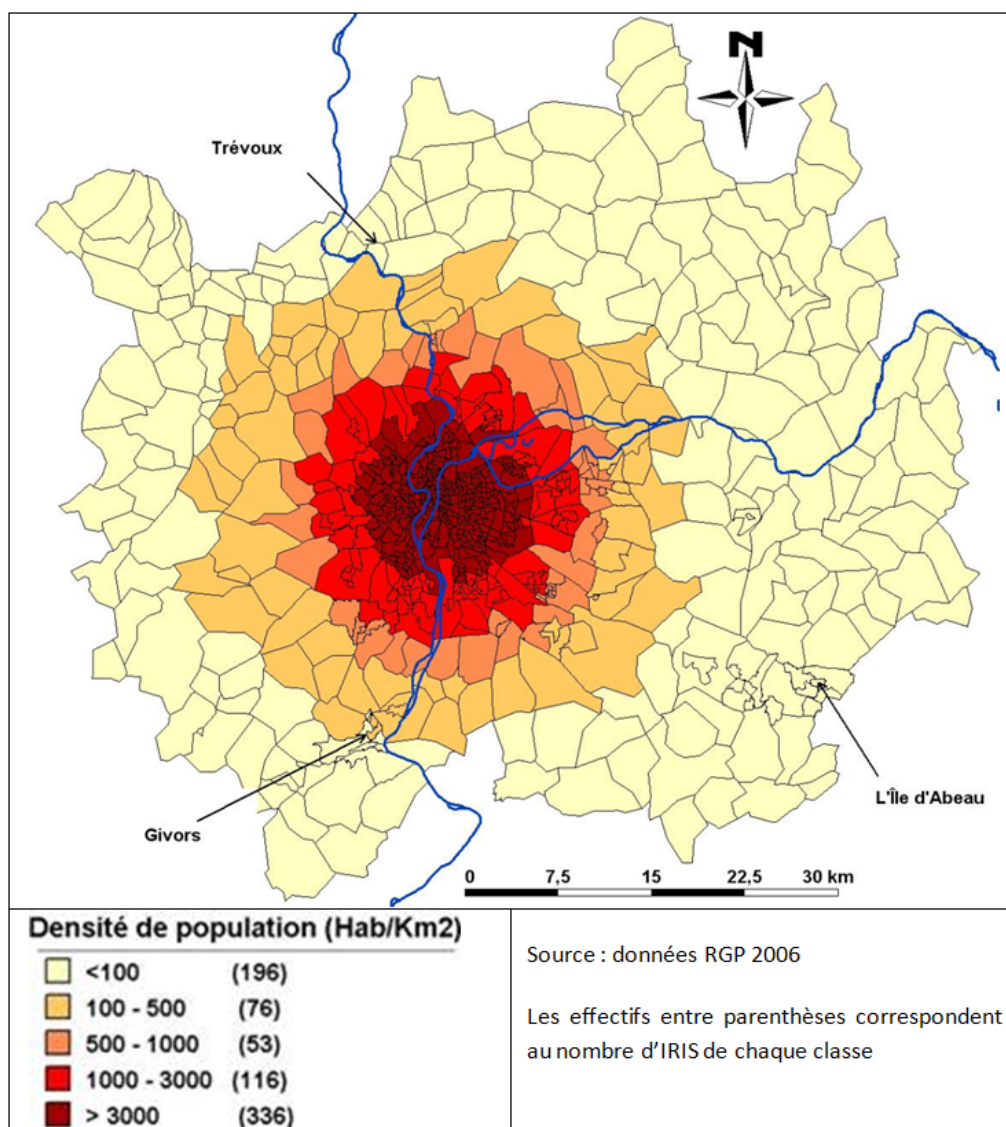 N
Trévoux
L'Île d'Abeau
Givors
0 7,5 15 22,5 30 km
Densité de population (Hab/Km2)
<100 (196)
100 - 500 (76)
500 - 1000 (53)
1000 - 3000 (116)
> 3000 (336)
Source : données RGP 2006
Les effectifs entre parenthèses correspondent
au nombre d’IRIS de chaque classe